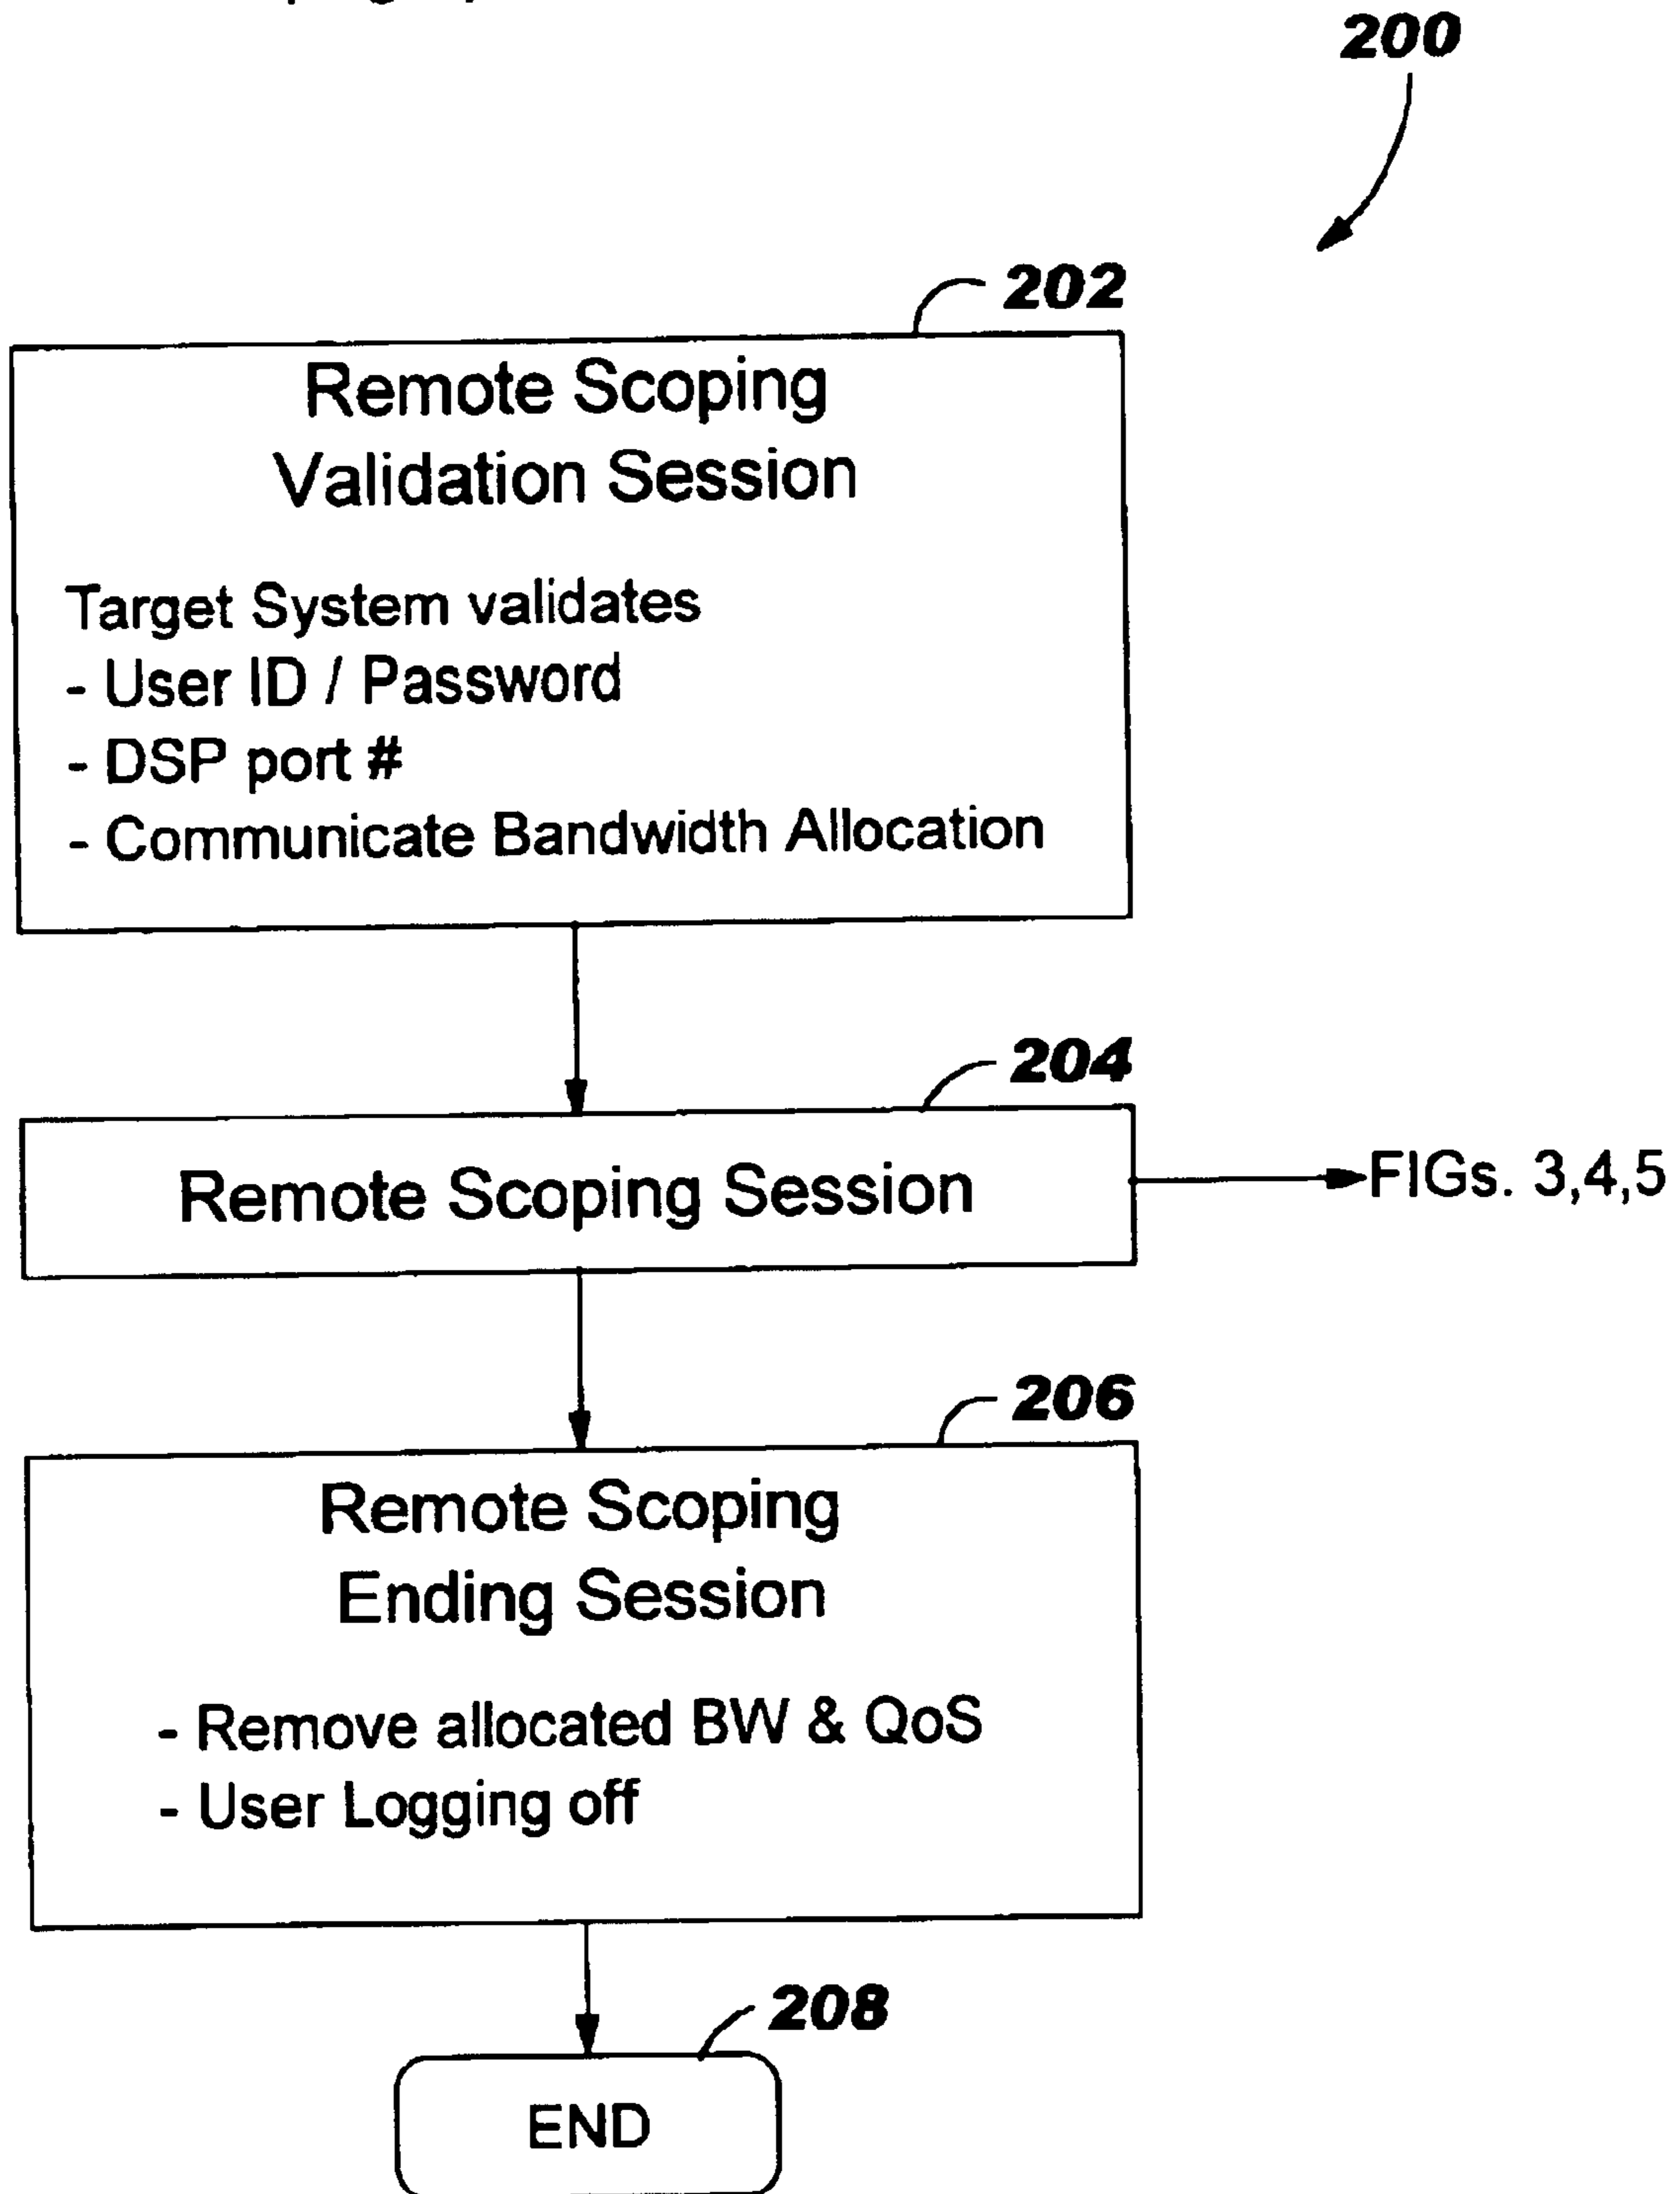 200
202
Remote Scoping
Validation Session
Target System validates
- User ID / Password
- DSP port #
- Communicate Bandwidth Allocation
204
Remote Scoping Session
FIGs. 3,4,5
206
Remote Scoping
Ending Session
- Remove allocated BW & QoS
- User Logging off
208
END